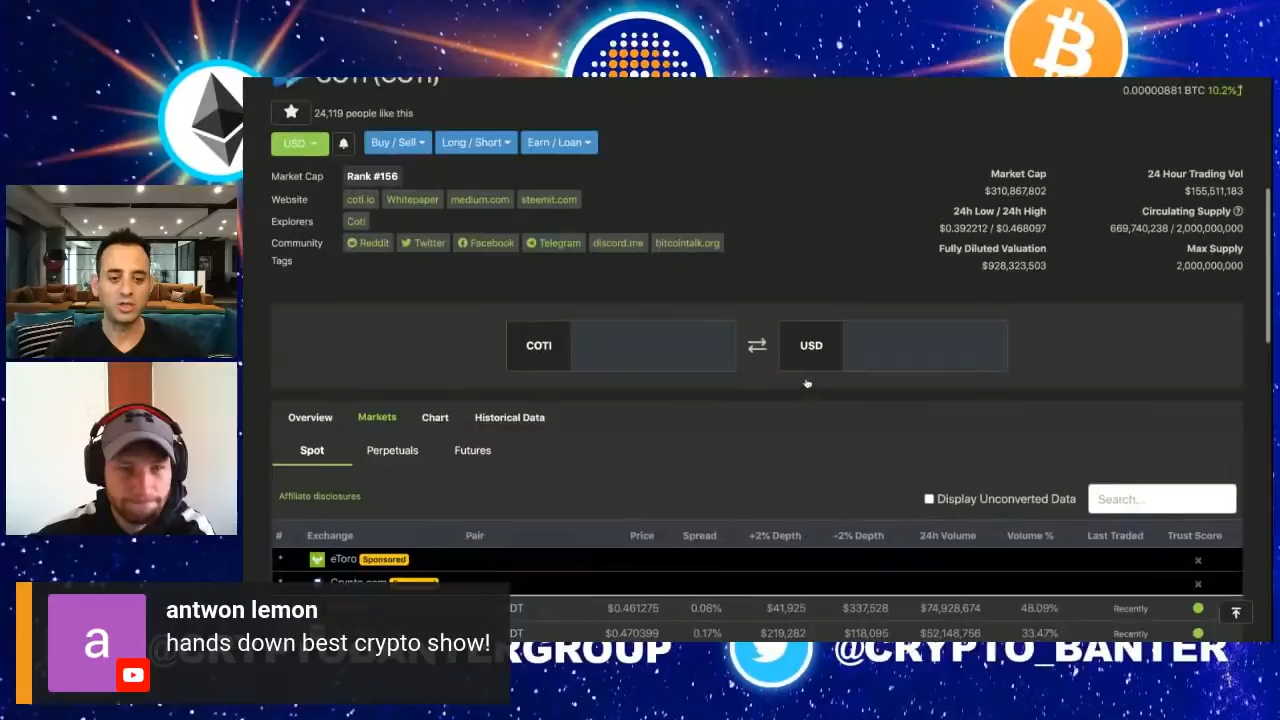 COTI (COTI)
0.00000881 BTC 10.2%
24,119 people like this
USD
Buy / Sell
Long / Short
Earn / Loan
Market Cap
Rank #156
Website
coti.io
Whitepaper
medium.com
steemit.com
Explorers
Coti
Community
Reddit
Twitter
Facebook
Telegram
discord.me
bitcointalk.org
Tags
Market Cap
$310,867,802
24 Hour Trading Vol
$155,511,183
24h Low / 24h High
$0.392212 / $0.468097
Circulating Supply
669,740,238 / 2,000,000,000
Fully Diluted Valuation
$928,323,503
Max Supply
2,000,000,000
COTI
USD
Overview
Markets
Chart
Historical Data
Spot
Perpetuals
Futures
Affiliate disclosures
Display Unconverted Data
Search...
# Exchange Pair Price Spread +2% Depth -2% Depth 24h Volume Volume % Last Traded Trust Score
* eToro Sponsored
* Crypto.com
DT $0.461275 0.08% $41,925 $337,528 $74,928,674 48.09% Recently
DT $0.470399 0.17% $219,282 $118,095 $52,148,756 33.47% Recently
a
antwon lemon
hands down best crypto show!
RGROUP
@CRYPTO_BANTER